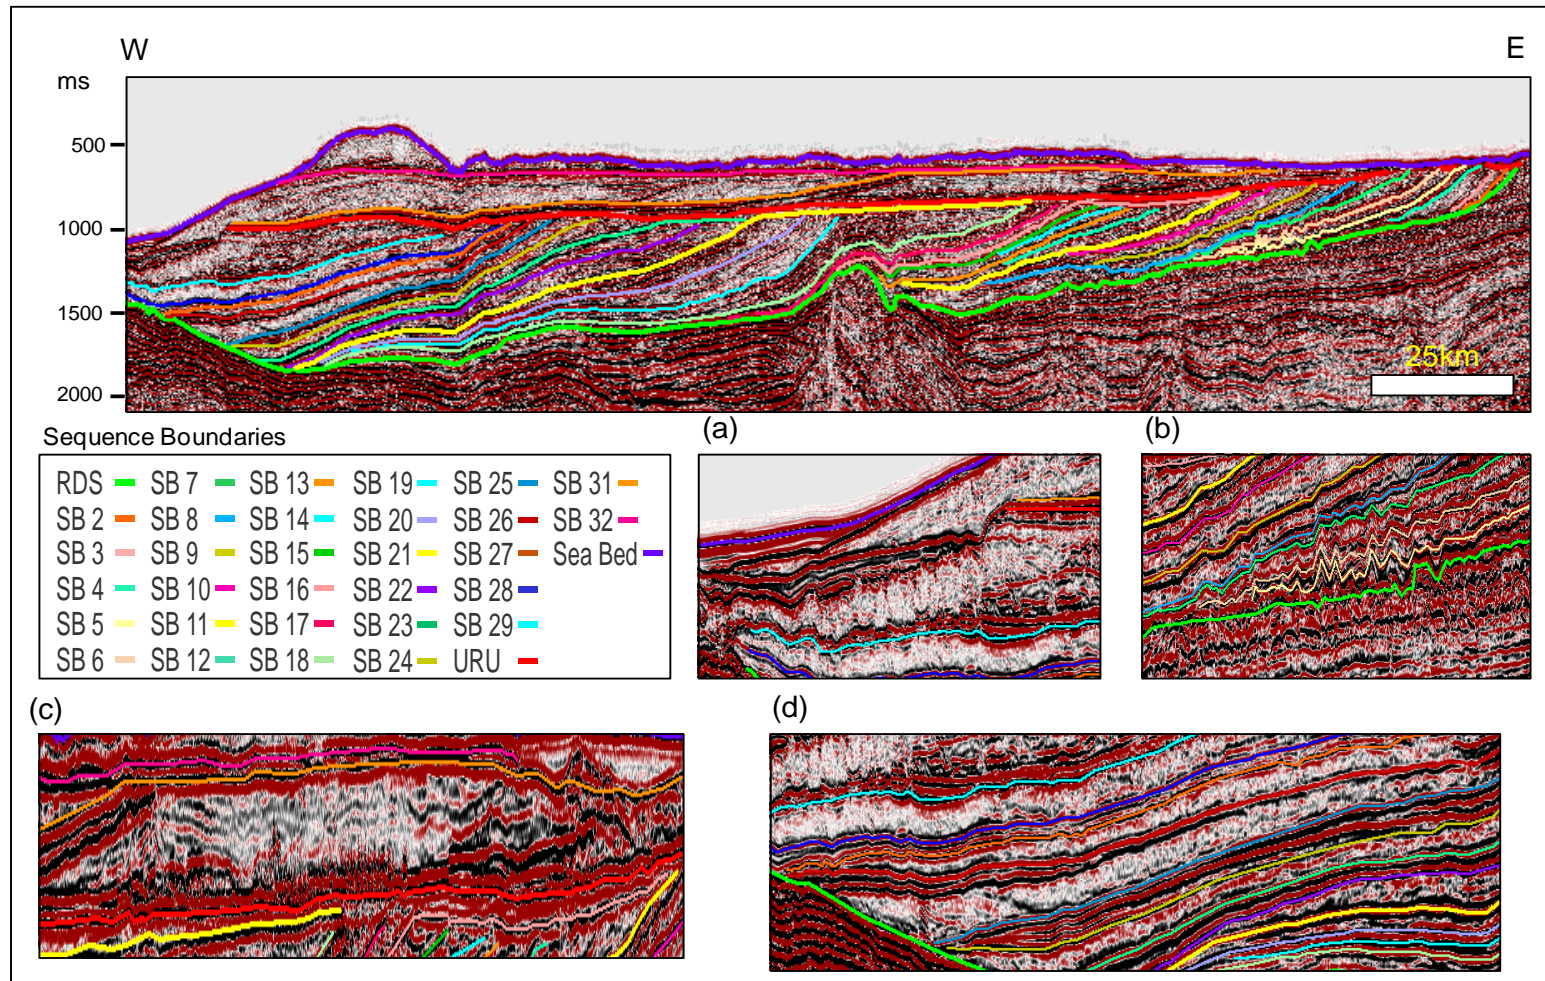 W E
ms
500
1000
1500
2000
25km
Sequence Boundaries
(a) (b)
RDS SB 7 SB 13 SB 19 SB 25 SB 31
SB 2 SB 8 SB 14 SB 20 SB 26 SB 32
SB 3 SB 9 SB 15 SB 21 SB 27 Sea Bed
SB 4 SB 10 SB 16 SB 22 SB 28
SB 5 SB 11 SB 17 SB 23 SB 29
SB 6 SB 12 SB 18 SB 24 URU
(c) (d)